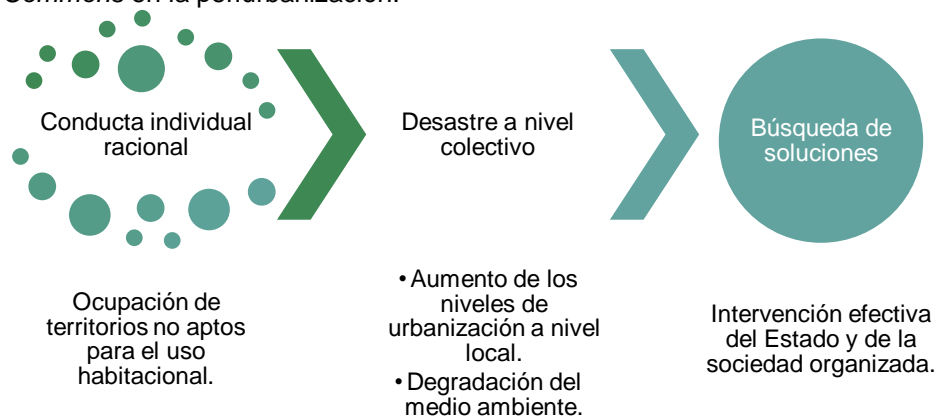 Commons en la periurbanización.
Conducta individual
racional
Desastre a nivel
colectivo
Búsqueda de
soluciones
Ocupación de
territorios no aptos
para el uso
habitacional.
• Aumento de los
niveles de
urbanización a nivel
local.
• Degradación del
medio ambiente.
Intervención efectiva
del Estado y de la
sociedad organizada.